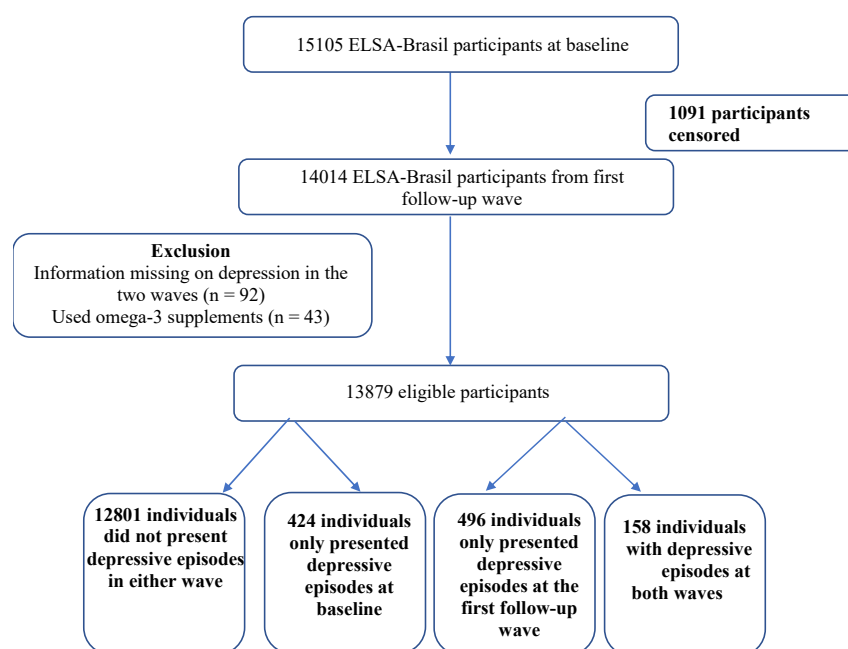 15105 ELSA-Brasil participants at baseline
1091 participants
censored
14014 ELSA-Brasil participants from first
follow-up wave
Exclusion
Information missing on depression in the
two waves (n = 92)
Used omega-3 supplements (n = 43)
13879 eligible participants
12801 individuals
did not present
depressive episodes
in either wave
424 individuals
only presented
depressive
episodes at
baseline
496 individuals
only presented
depressive
episodes at the
first follow-up
wave
158 individuals
with depressive
episodes at
both waves